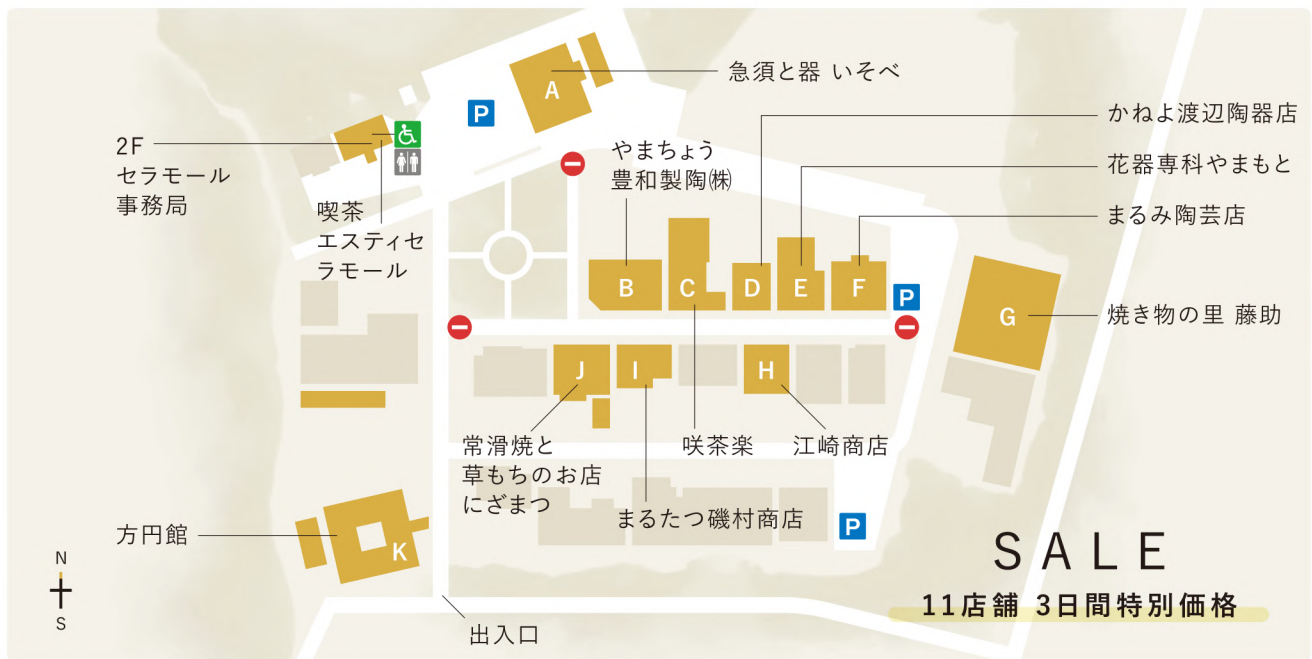 A
急須と器 いそべ
P
かねよ渡辺陶器店
2F
セラモール
事務局
やまちょう
豊和製陶㈱
花器専科やまもと
喫茶
エスティセ
ラモール
まるみ陶芸店
B
C
D
E
F
P
G
焼き物の里 藤助
J
I
H
常滑焼と
草もちのお店
にざまつ
咲茶楽
江崎商店
まるたつ磯村商店
P
方円館
K
N
S
SALE
11店舗 3日間特別価格
出入口